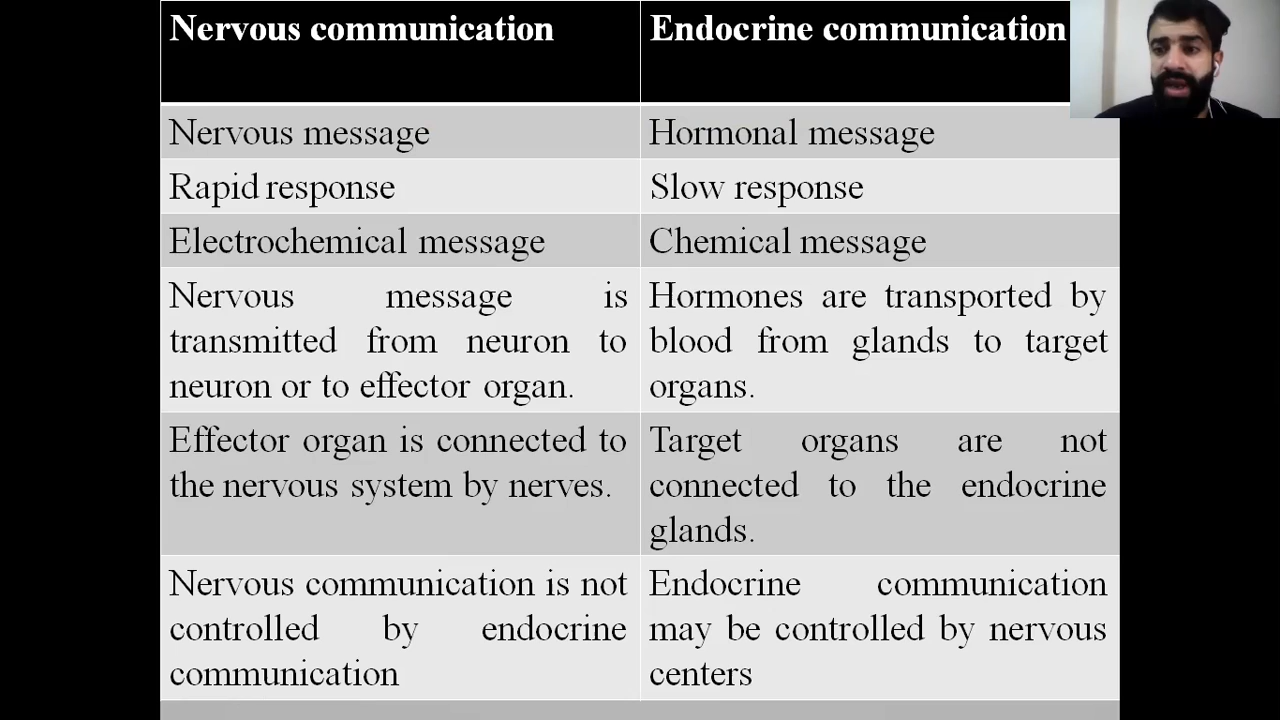 Nervous communication
Endocrine communication
Nervous message
Hormonal message
Rapid response
Slow response
Electrochemical message
Chemical message
Nervous message is
transmitted from neuron to
neuron or to effector organ.
Hormones are transported by
blood from glands to target
organs.
Effector organ is connected to
the nervous system by nerves.
Target organs are not
connected to the endocrine
glands.
Nervous communication is not
controlled by endocrine
communication
Endocrine communication
may be controlled by nervous
centers